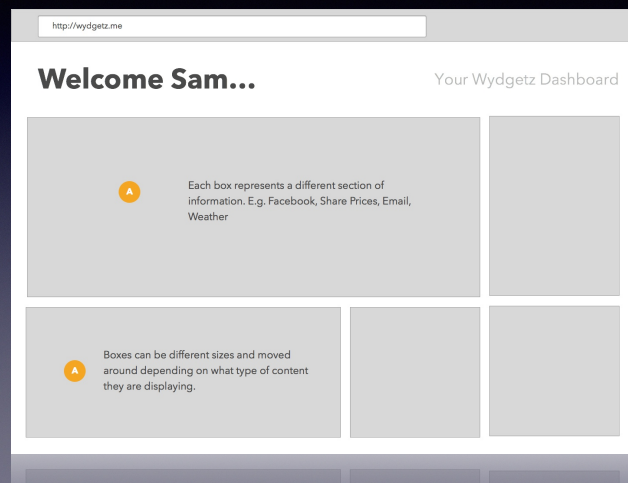 http://wydgetz.me
Welcome Sam...
Your Wydgetz Dashboard
A
Each box represents a different section of
information. E.g. Facebook, Share Prices, Email,
Weather
A
Boxes can be different sizes and moved
around depending on what type of content
they are displaying.